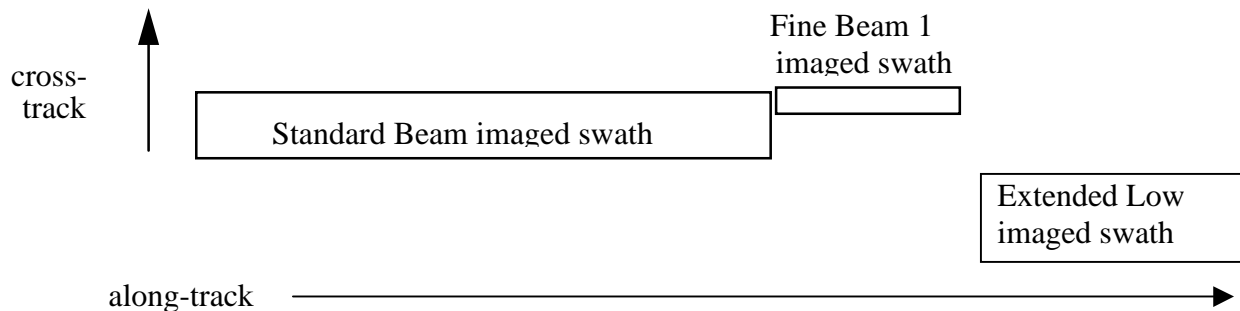 Fine Beam 1
imaged swath
cross-
track
Standard Beam imaged swath
Extended Low
imaged swath
along-track